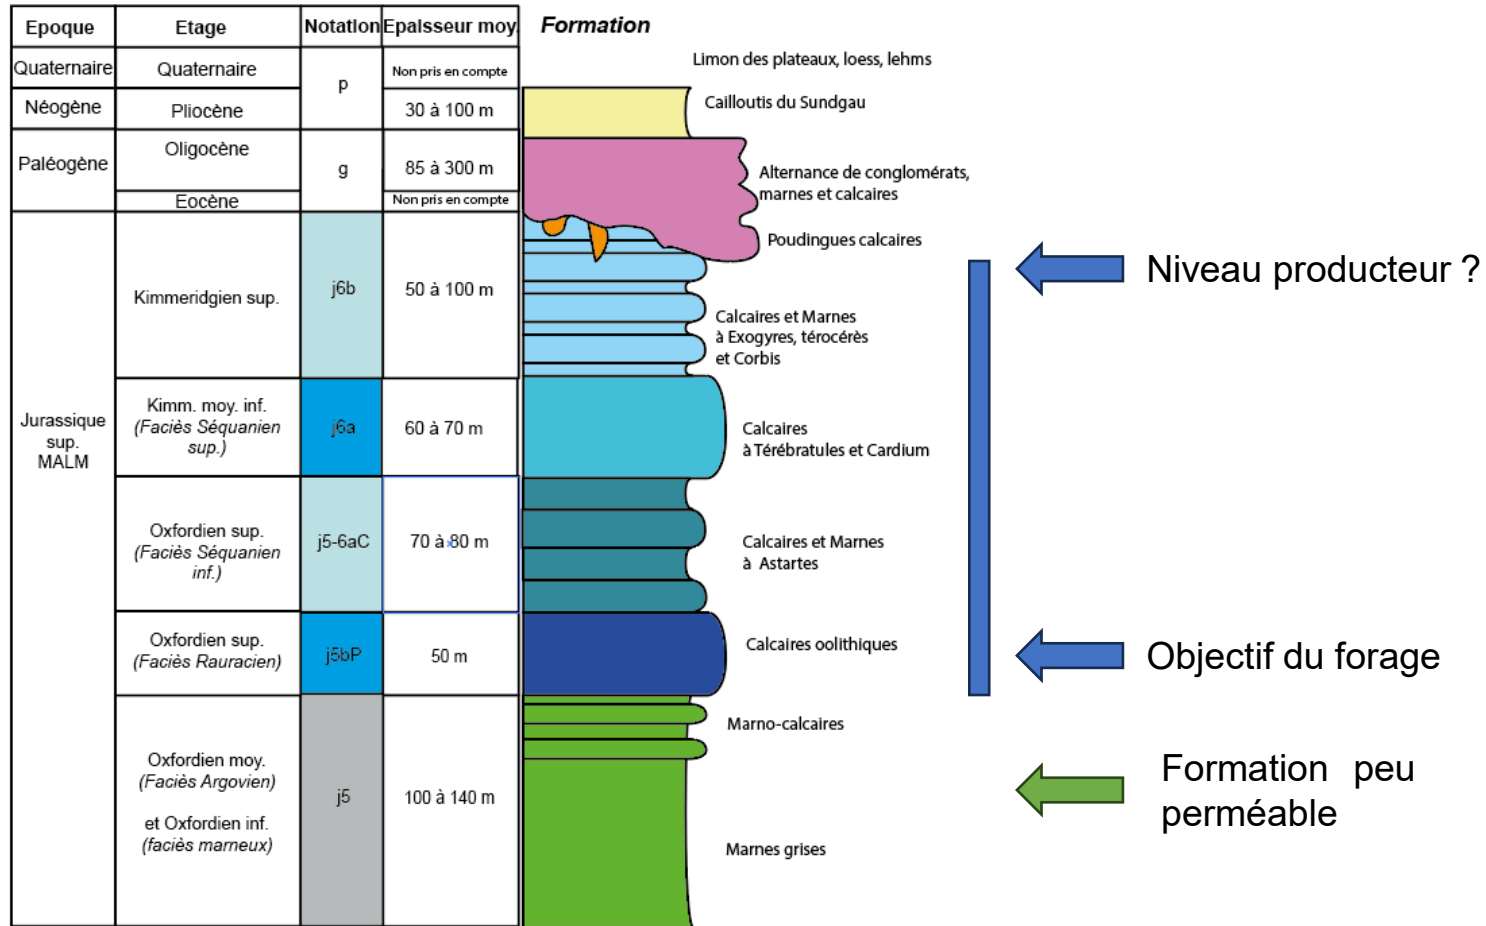 Epoque Etage Notation Epaisseur moy. Formation
Quaternaire Quaternaire p Non pris en compte Limon des plateaux, loess, lehms
Néogène Pliocène 30 à 100 m Cailloutis du Sundgau
Paléogène Oligocène g 85 à 300 m Alternance de conglomérats,
marnes et calcaires
Eocène Non pris en compte
Poudingues calcaires
Niveau producteur ?
Jurassique
sup.
MALM
Kimmeridgien sup. j6b 50 à 100 m
Calcaires et Marnes
à Exogyres, térocérès
et Corbis
Kimm. moy. inf.
(Faciès Séquanien
sup.)
j6a 60 à 70 m
Calcaires
à Térébratules et Cardium
Oxfordien sup.
(Faciès Séquanien
inf.)
j5-6aC 70 à 80 m
Calcaires et Marnes
à Astartes
Oxfordien sup.
(Faciès Rauracien)
j5bP 50 m Calcaires oolithiques
Objectif du forage
Marno-calcaires
Oxfordien moy.
(Faciès Argovien)
et Oxfordien inf.
(faciès marneux)
j5 100 à 140 m
Formation peu
perméable
Marnes grises